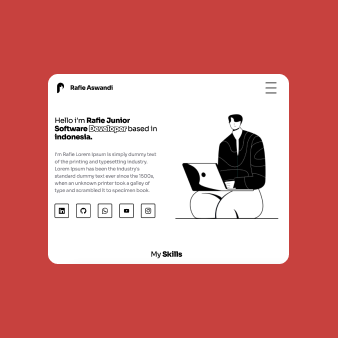 Rafie Aswandi
Hello I'm Rafie Junior
Software Developer based in
Indonesia.
I'm Rafie Lorem Ipsum is simply dummy text
of the printing and typesetting industry.
Lorem Ipsum has been the industry's
standard dummy text ever since the 1500s,
when an unknown printer took a galley of
type and scrambled it to specimen book.
My Skills